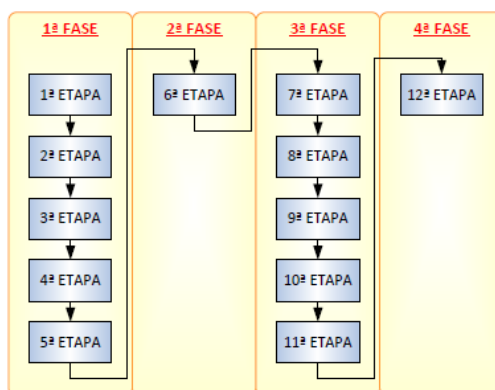 1ª FASE
1ª ETAPA
2ª ETAPA
3ª ETAPA
4ª ETAPA
5ª ETAPA
2ª FASE
6ª ETAPA
3ª FASE
7ª ETAPA
8ª ETAPA
9ª ETAPA
10ª ETAPA
11ª ETAPA
4ª FASE
12ª ETAPA